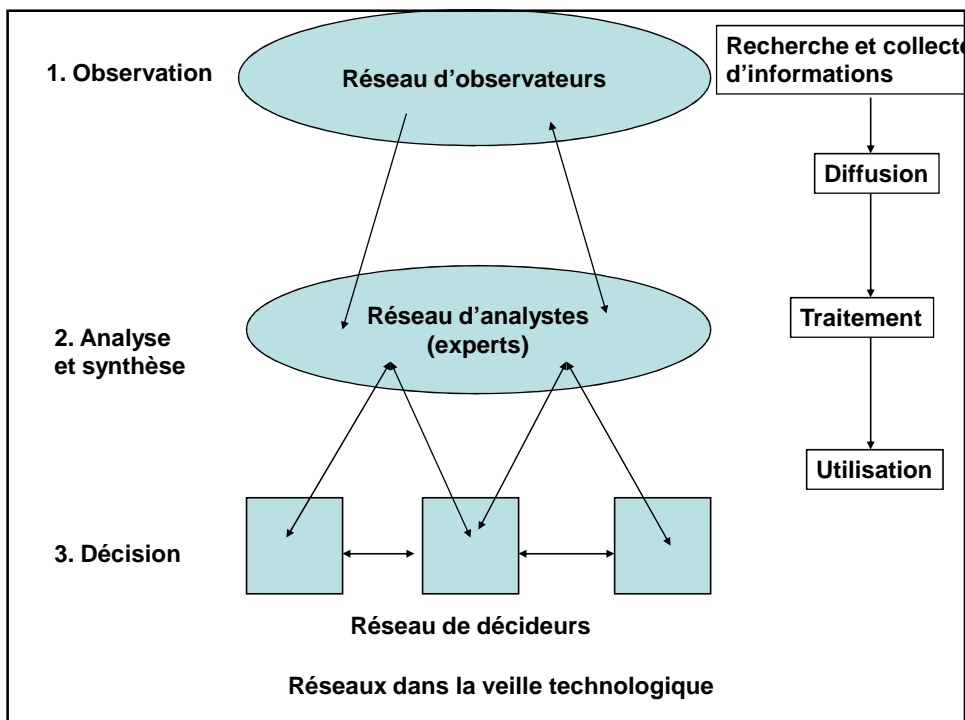 1. Observation
Réseau d'observateurs
Recherche et collecte
d'informations
Diffusion
2. Analyse
et synthèse
Réseau d'analystes
(experts)
Traitement
Utilisation
3. Décision
Réseau de décideurs
Réseaux dans la veille technologique